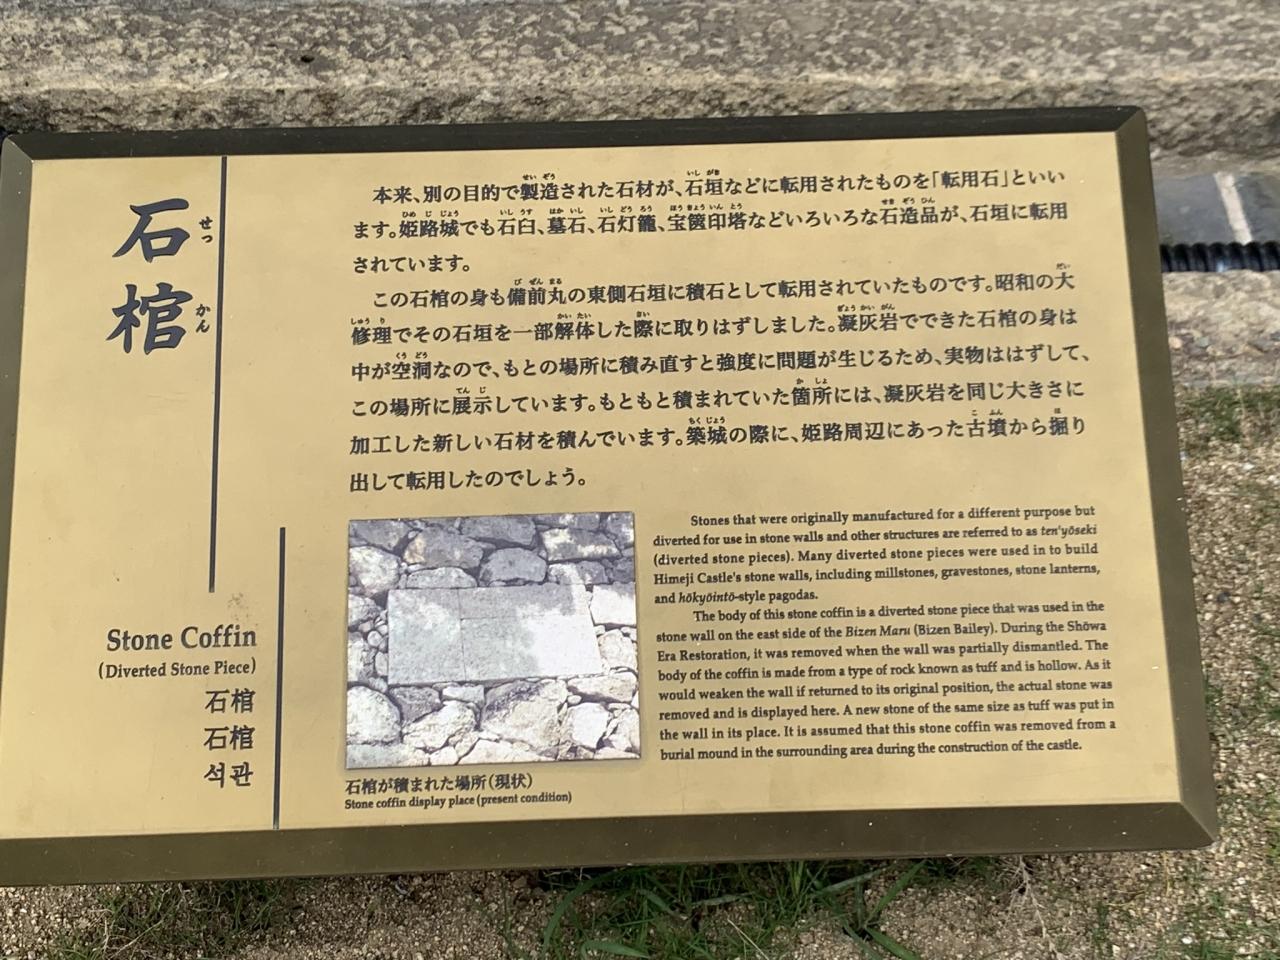 石棺
せっかん
本来、別の目的で製造された石材が、石垣などに転用されたものを「転用石」といい
ます。姫路城でも石臼、墓石、石灯籠、宝篋印塔などいろいろな石造品が、石垣に転用
されています。
この石棺の身も備前丸の東側石垣に積石として転用されていたものです。昭和の大
修理でその石垣を一部解体した際に取りはずしました。凝灰岩でできた石棺の身は
中が空洞なので、もとの場所に積み直すと強度に問題が生じるため、実物ははずして、
この場所に展示しています。もともと積まれていた箇所には、凝灰岩を同じ大きさに
加工した新しい石材を積んでいます。築城の際に、姫路周辺にあった古墳から掘り
出して転用したのでしょう。
Stone Coffin
(Diverted Stone Piece)
石棺
石棺
석관
石棺が積まれた場所(現状)
Stone coffin display place (present condition)
Stones that were originally manufactured for a different purpose but
diverted for use in stone walls and other structures are referred to as ten'yōseki
(diverted stone pieces). Many diverted stone pieces were used in to build
Himeji Castle's stone walls, including millstones, gravestones, stone lanterns,
and hōkyōintō-style pagodas.
The body of this stone coffin is a diverted stone piece that was used in the
stone wall on the east side of the Bizen Maru (Bizen Bailey). During the Shōwa
Era Restoration, it was removed when the wall was partially dismantled. The
body of the coffin is made from a type of rock known as tuff and is hollow. As it
would weaken the wall if returned to its original position, the actual stone was
removed and is displayed here. A new stone of the same size as tuff was put in
the wall in its place. It is assumed that this stone coffin was removed from a
burial mound in the surrounding area during the construction of the castle.